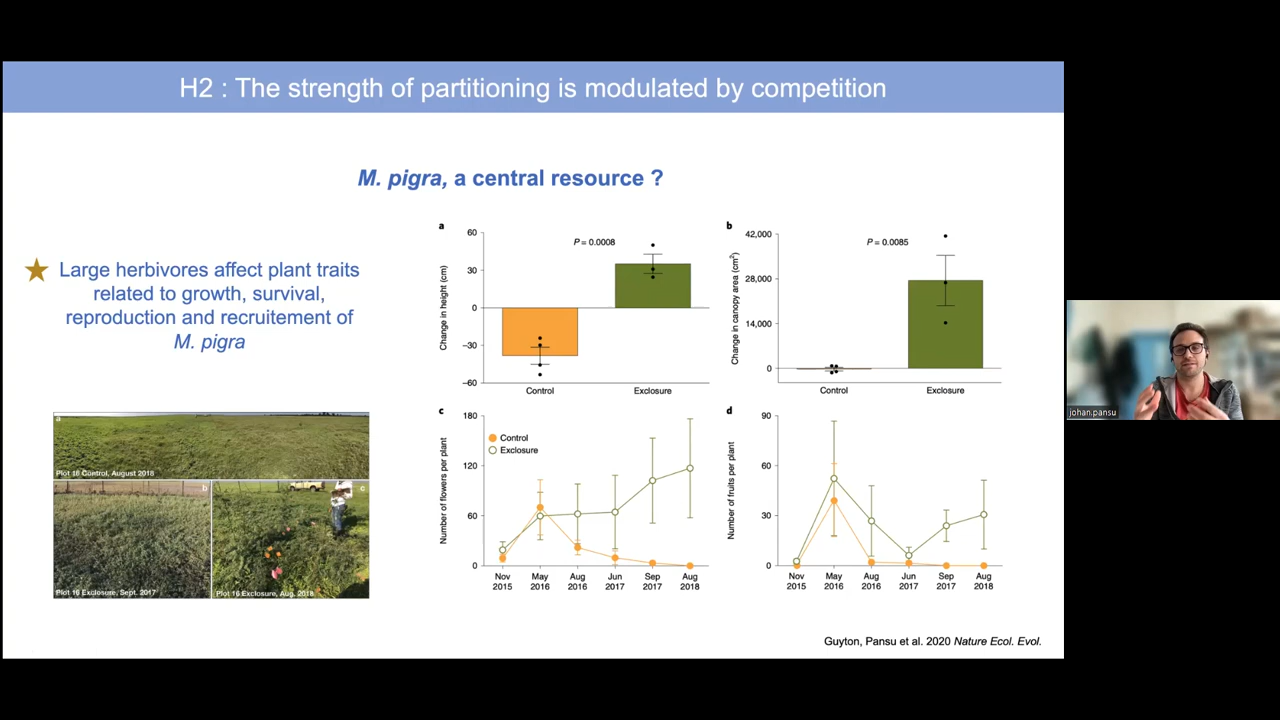 H2 : The strength of partitioning is modulated by competition
M. pigra, a central resource ?
Large herbivores affect plant traits
related to growth, survival,
reproduction and recruitement of
M. pigra
a
Plot 16 Control, August 2018
b
Plot 16 Exclosure, Sept. 2017
c
Plot 16 Exclosure, Aug. 2018
a
P = 0.0008
Change in height (cm)
60
30
0
−30
−60
Control
Exclosure
b
P = 0.0085
Change in canopy area (cm²)
42,000
28,000
14,000
0
Control
Exclosure
c
Control
Exclosure
Number of flowers per plant
180
120
60
0
Nov May Aug Jun Sep Aug
2015 2016 2016 2017 2017 2018
d
Number of fruits per plant
90
60
30
0
Nov May Aug Jun Sep Aug
2015 2016 2016 2017 2017 2018
Guyton, Pansu et al. 2020 Nature Ecol. Evol.
johan.pansu